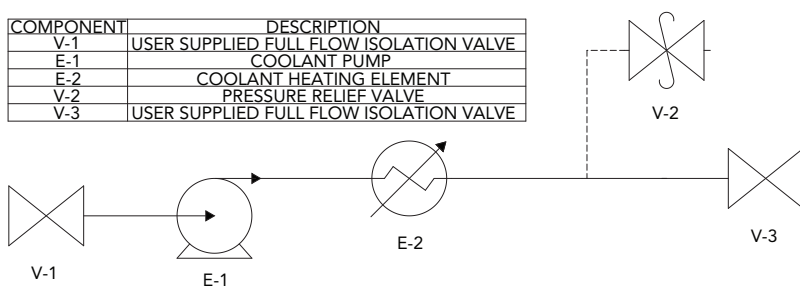 COMPONENT DESCRIPTION
V-1 USER SUPPLIED FULL FLOW ISOLATION VALVE
E-1 COOLANT PUMP
E-2 COOLANT HEATING ELEMENT
V-2 PRESSURE RELIEF VALVE
V-3 USER SUPPLIED FULL FLOW ISOLATION VALVE
V-2
V-1
E-1
E-2
V-3